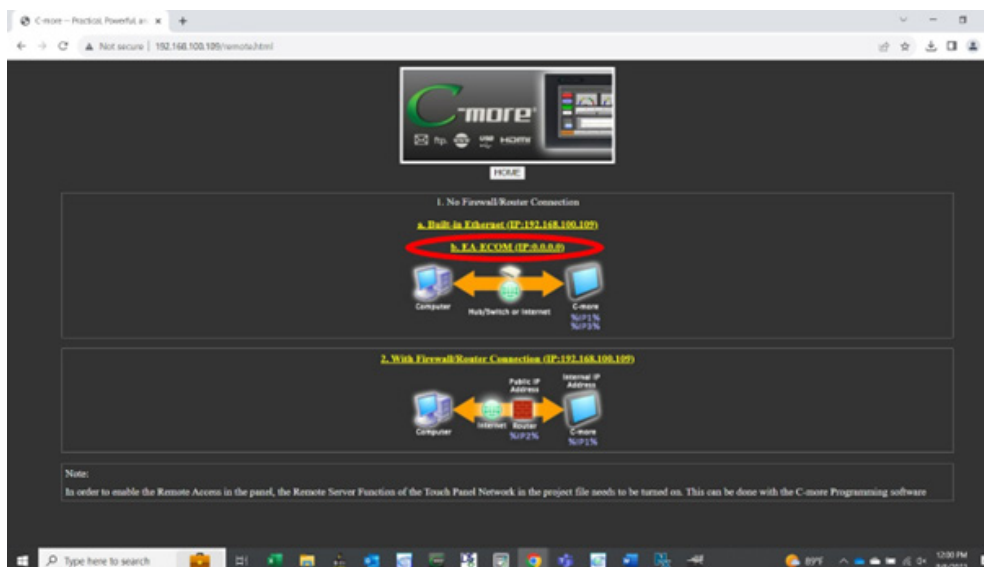 C-more -- Practical, Powerful, an
Not secure | 192.168.100.109/remote.html
C-more
ftp. USB HDMI
HOME
1. No Firewall/Router Connection
a. Built-in Ethernet (IP:192.168.100.109)
b. EA-ECOM (IP:0.0.0.0)
Computer
Hub/Switch or Internet
C-more
%IP1%
%IP3%
2. With Firewall/Router Connection (IP:192.168.100.109)
Public IP Address
Internal IP Address
Computer
Internet
Router
%IP2%
C-more
%IP1%
Note:
In order to enable the Remote Access in the panel, the Remote Server Function of the Touch Panel Network in the project file needs to be turned on. This can be done with the C-more Programming software
Type here to search
89°F
12:00 PM